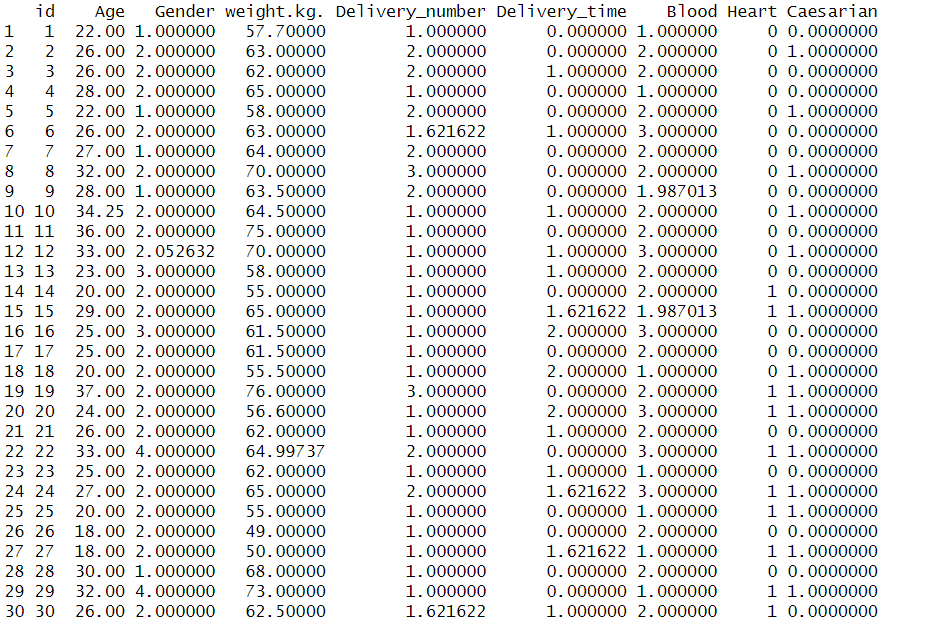 id Age Gender weight.kg. Delivery_number Delivery_time Blood Heart Caesarian
1 1 22.00 1.000000 57.70000 1.000000 0.000000 1.000000 0 0.0000000
2 2 26.00 2.000000 63.00000 2.000000 0.000000 2.000000 0 1.0000000
3 3 26.00 2.000000 62.00000 2.000000 1.000000 2.000000 0 0.0000000
4 4 28.00 2.000000 65.00000 1.000000 0.000000 1.000000 0 0.0000000
5 5 22.00 1.000000 58.00000 2.000000 0.000000 2.000000 0 1.0000000
6 6 26.00 2.000000 63.00000 1.621622 1.000000 3.000000 0 0.0000000
7 7 27.00 1.000000 64.00000 2.000000 0.000000 2.000000 0 0.0000000
8 8 32.00 2.000000 70.00000 3.000000 0.000000 2.000000 0 1.0000000
9 9 28.00 1.000000 63.50000 2.000000 0.000000 1.987013 0 0.0000000
10 10 34.25 2.000000 64.50000 1.000000 1.000000 2.000000 0 1.0000000
11 11 36.00 2.000000 75.00000 1.000000 0.000000 2.000000 0 0.0000000
12 12 33.00 2.052632 70.00000 1.000000 1.000000 3.000000 0 1.0000000
13 13 23.00 3.000000 58.00000 1.000000 1.000000 2.000000 0 0.0000000
14 14 20.00 2.000000 55.00000 1.000000 0.000000 2.000000 1 0.0000000
15 15 29.00 2.000000 65.00000 1.000000 1.621622 1.987013 1 1.0000000
16 16 25.00 3.000000 61.50000 1.000000 2.000000 3.000000 0 0.0000000
17 17 25.00 2.000000 61.50000 1.000000 0.000000 2.000000 0 0.0000000
18 18 20.00 2.000000 55.50000 1.000000 2.000000 1.000000 0 1.0000000
19 19 37.00 2.000000 76.00000 3.000000 0.000000 2.000000 1 1.0000000
20 20 24.00 2.000000 56.60000 1.000000 2.000000 3.000000 1 1.0000000
21 21 26.00 2.000000 62.00000 1.000000 1.000000 2.000000 0 0.0000000
22 22 33.00 4.000000 64.99737 2.000000 0.000000 3.000000 1 1.0000000
23 23 25.00 2.000000 62.00000 1.000000 1.000000 1.000000 0 0.0000000
24 24 27.00 2.000000 65.00000 2.000000 1.621622 3.000000 1 1.0000000
25 25 20.00 2.000000 55.00000 1.000000 0.000000 1.000000 1 1.0000000
26 26 18.00 2.000000 49.00000 1.000000 0.000000 2.000000 0 0.0000000
27 27 18.00 2.000000 50.00000 1.000000 1.621622 1.000000 1 1.0000000
28 28 30.00 1.000000 68.00000 1.000000 0.000000 2.000000 0 0.0000000
29 29 32.00 4.000000 73.00000 1.000000 0.000000 1.000000 1 1.0000000
30 30 26.00 2.000000 62.50000 1.621622 1.000000 2.000000 1 0.0000000